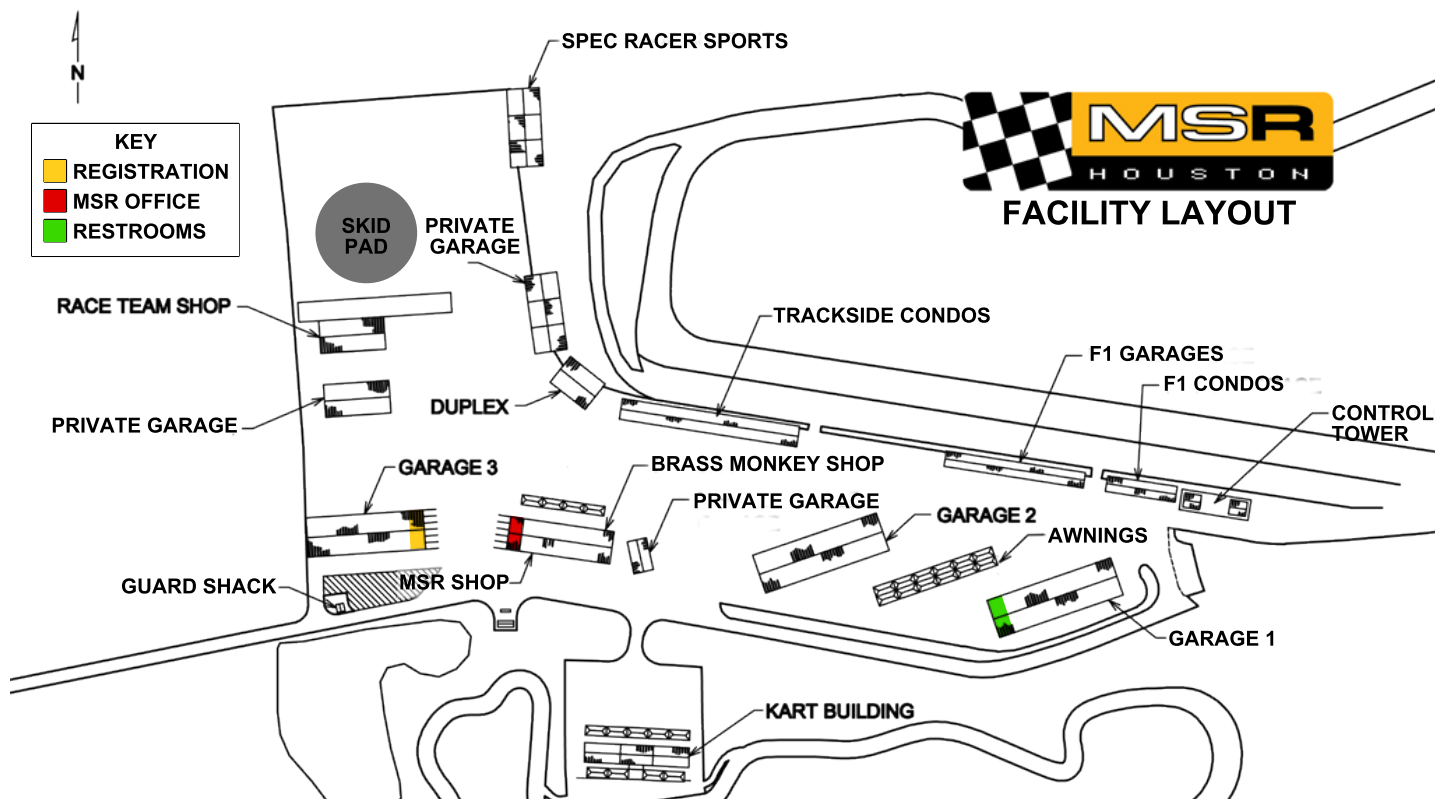 SPEC RACER SPORTS
N
MSR
HOUSTON
FACILITY LAYOUT
KEY
REGISTRATION
MSR OFFICE
RESTROOMS
SKID
PAD
PRIVATE
GARAGE
RACE TEAM SHOP
TRACKSIDE CONDOS
F1 GARAGES
F1 CONDOS
CONTROL
TOWER
DUPLEX
PRIVATE GARAGE
GARAGE 3
BRASS MONKEY SHOP
PRIVATE GARAGE
GARAGE 2
AWNINGS
GUARD SHACK
MSR SHOP
GARAGE 1
KART BUILDING